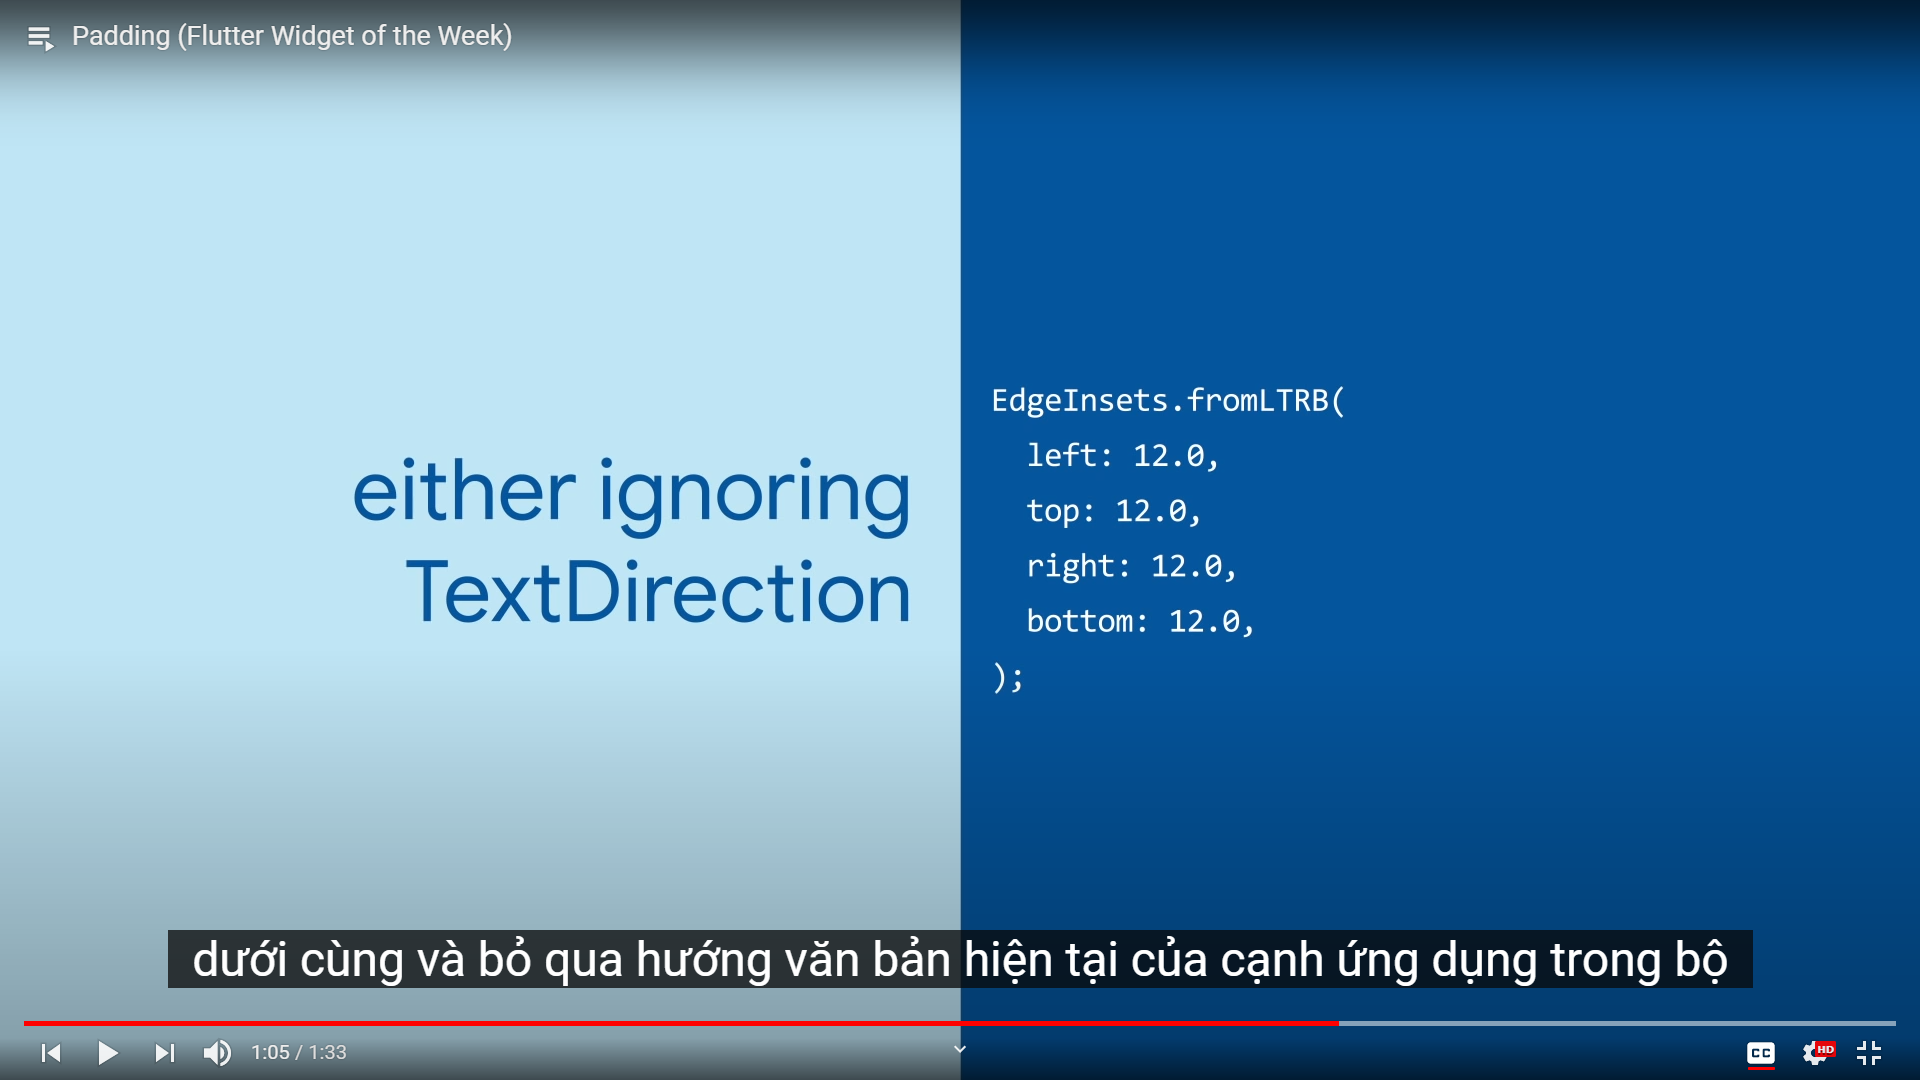 Padding (Flutter Widget of the Week)
either ignoring
TextDirection
EdgeInsets.fromLTRB(
  left: 12.0,
  top: 12.0,
  right: 12.0,
  bottom: 12.0,
);
dưới cùng và bỏ qua hướng văn bản hiện tại của cạnh ứng dụng trong bộ
1:05 / 1:33
CC
HD